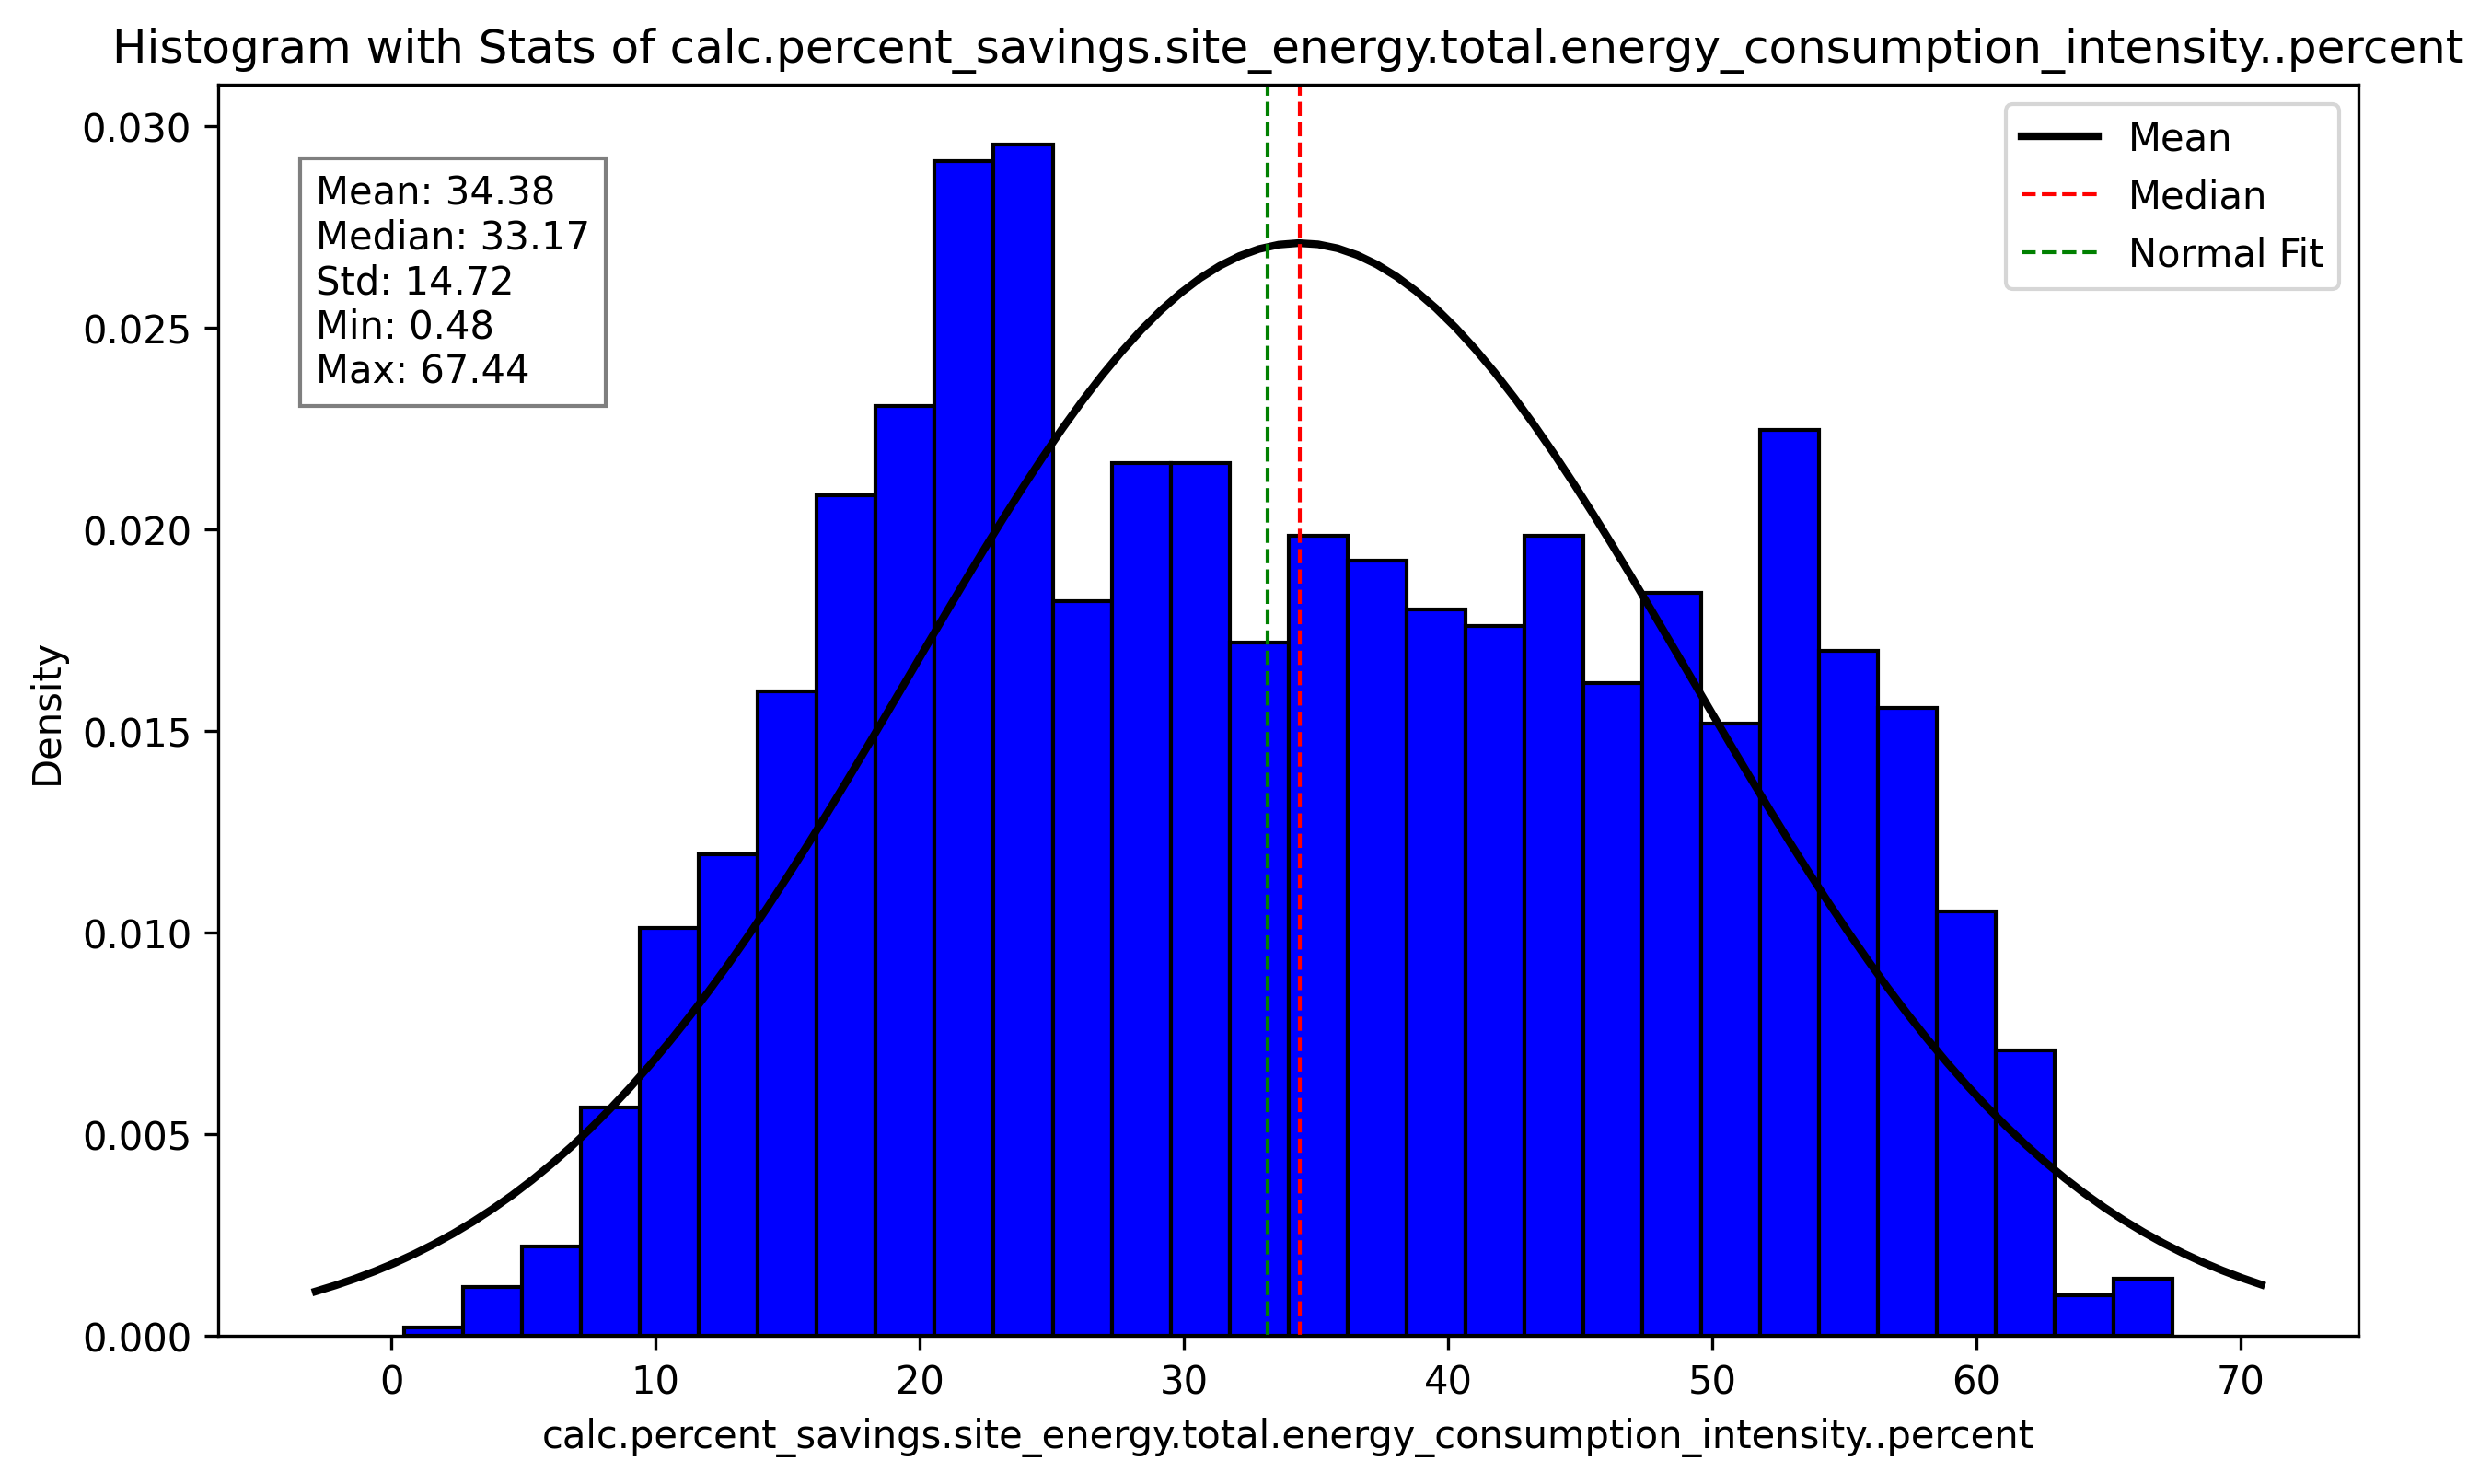 Histogram with Stats of calc.percent_savings.site_energy.total.energy_consumption_intensity..percent
Mean: 34.38
Median: 33.17
Std: 14.72
Min: 0.48
Max: 67.44
Mean
Median
Normal Fit
Density
0.030
0.025
0.020
0.015
0.010
0.005
0.000
0 10 20 30 40 50 60 70
calc.percent_savings.site_energy.total.energy_consumption_intensity..percent